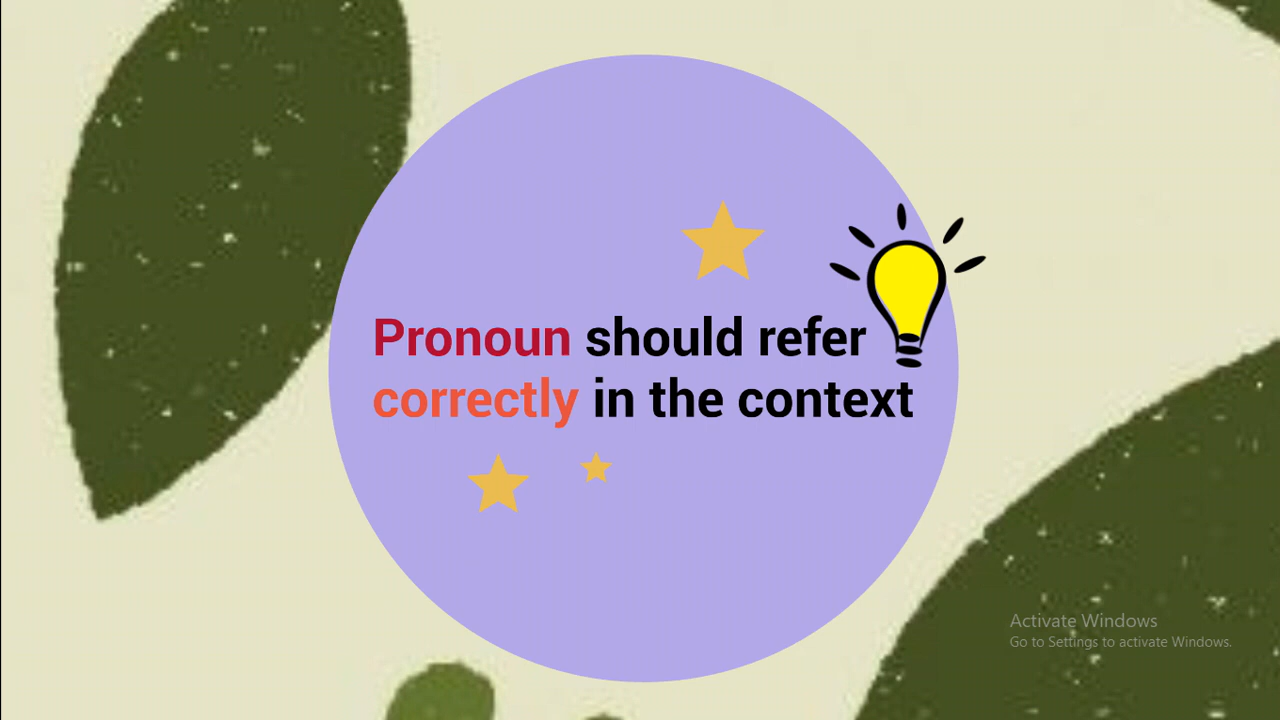 Pronoun should refer
correctly in the context
Activate Windows
Go to Settings to activate Windows.